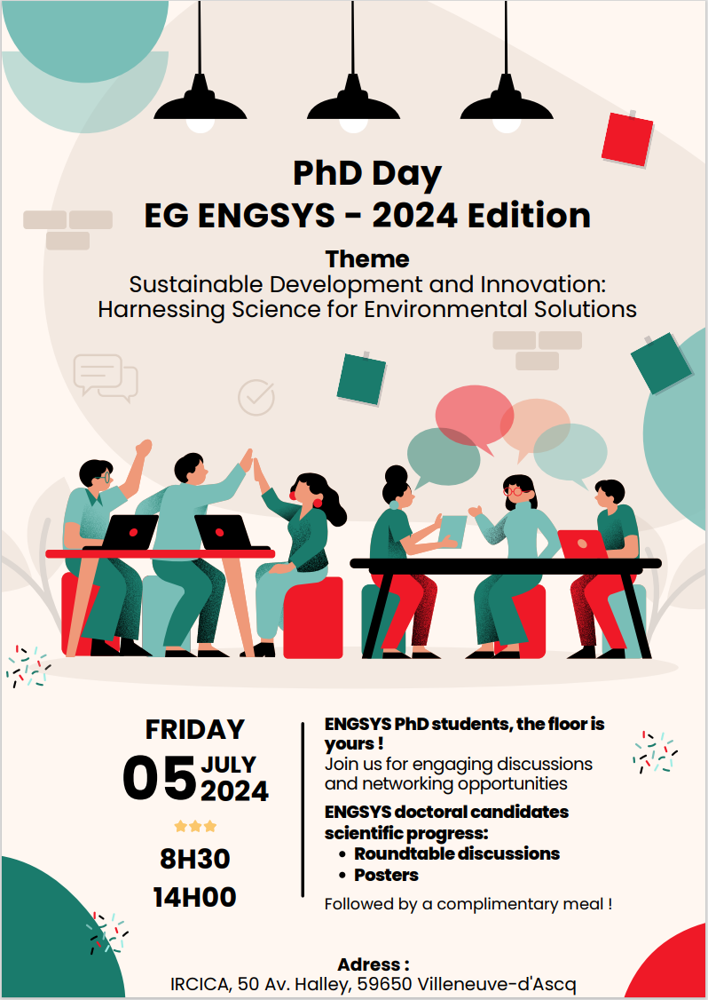 PhD Day
EG ENGSYS - 2024 Edition
Theme
Sustainable Development and Innovation:
Harnessing Science for Environmental Solutions
FRIDAY
05 JULY
2024
8H30
14H00
ENGSYS PhD students, the floor is
yours !
Join us for engaging discussions
and networking opportunities
ENGSYS doctoral candidates
scientific progress:
• Roundtable discussions
• Posters
Followed by a complimentary meal !
Adress :
IRCICA, 50 Av. Halley, 59650 Villeneuve-d'Ascq